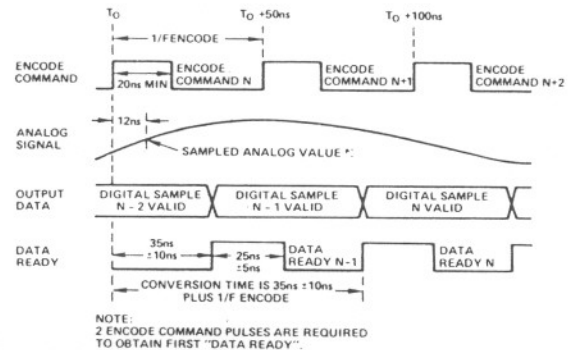 T₀
T₀ +50ns
T₀ +100ns
1/FENCODE
ENCODE
COMMAND
20ns MIN
ENCODE
COMMAND N
ENCODE
COMMAND N+1
ENCODE
COMMAND N+2
12ns
ANALOG
SIGNAL
SAMPLED ANALOG VALUE
OUTPUT
DATA
DIGITAL SAMPLE
N - 2 VALID
DIGITAL SAMPLE
N - 1 VALID
DIGITAL SAMPLE
N VALID
DATA
READY
35ns
±10ns
25ns
±5ns
DATA
READY N-1
DATA
READY N
CONVERSION TIME IS 35ns ±10ns
PLUS 1/F ENCODE
NOTE:
2 ENCODE COMMAND PULSES ARE REQUIRED
TO OBTAIN FIRST "DATA READY".